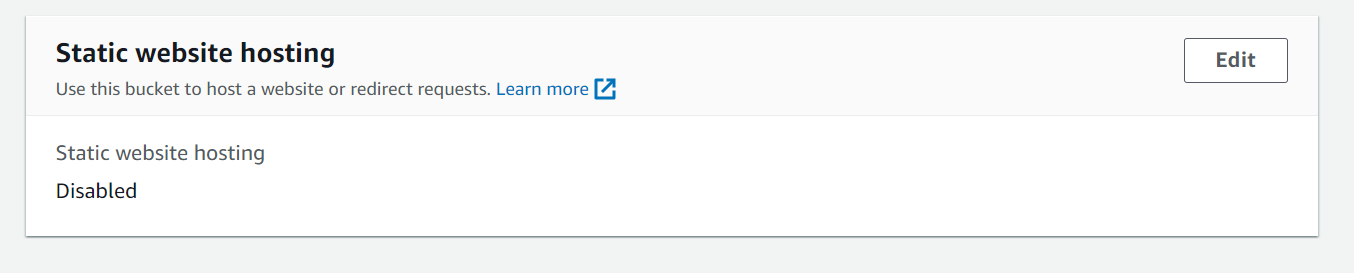 Static website hosting
Edit
Use this bucket to host a website or redirect requests. Learn more
Static website hosting
Disabled